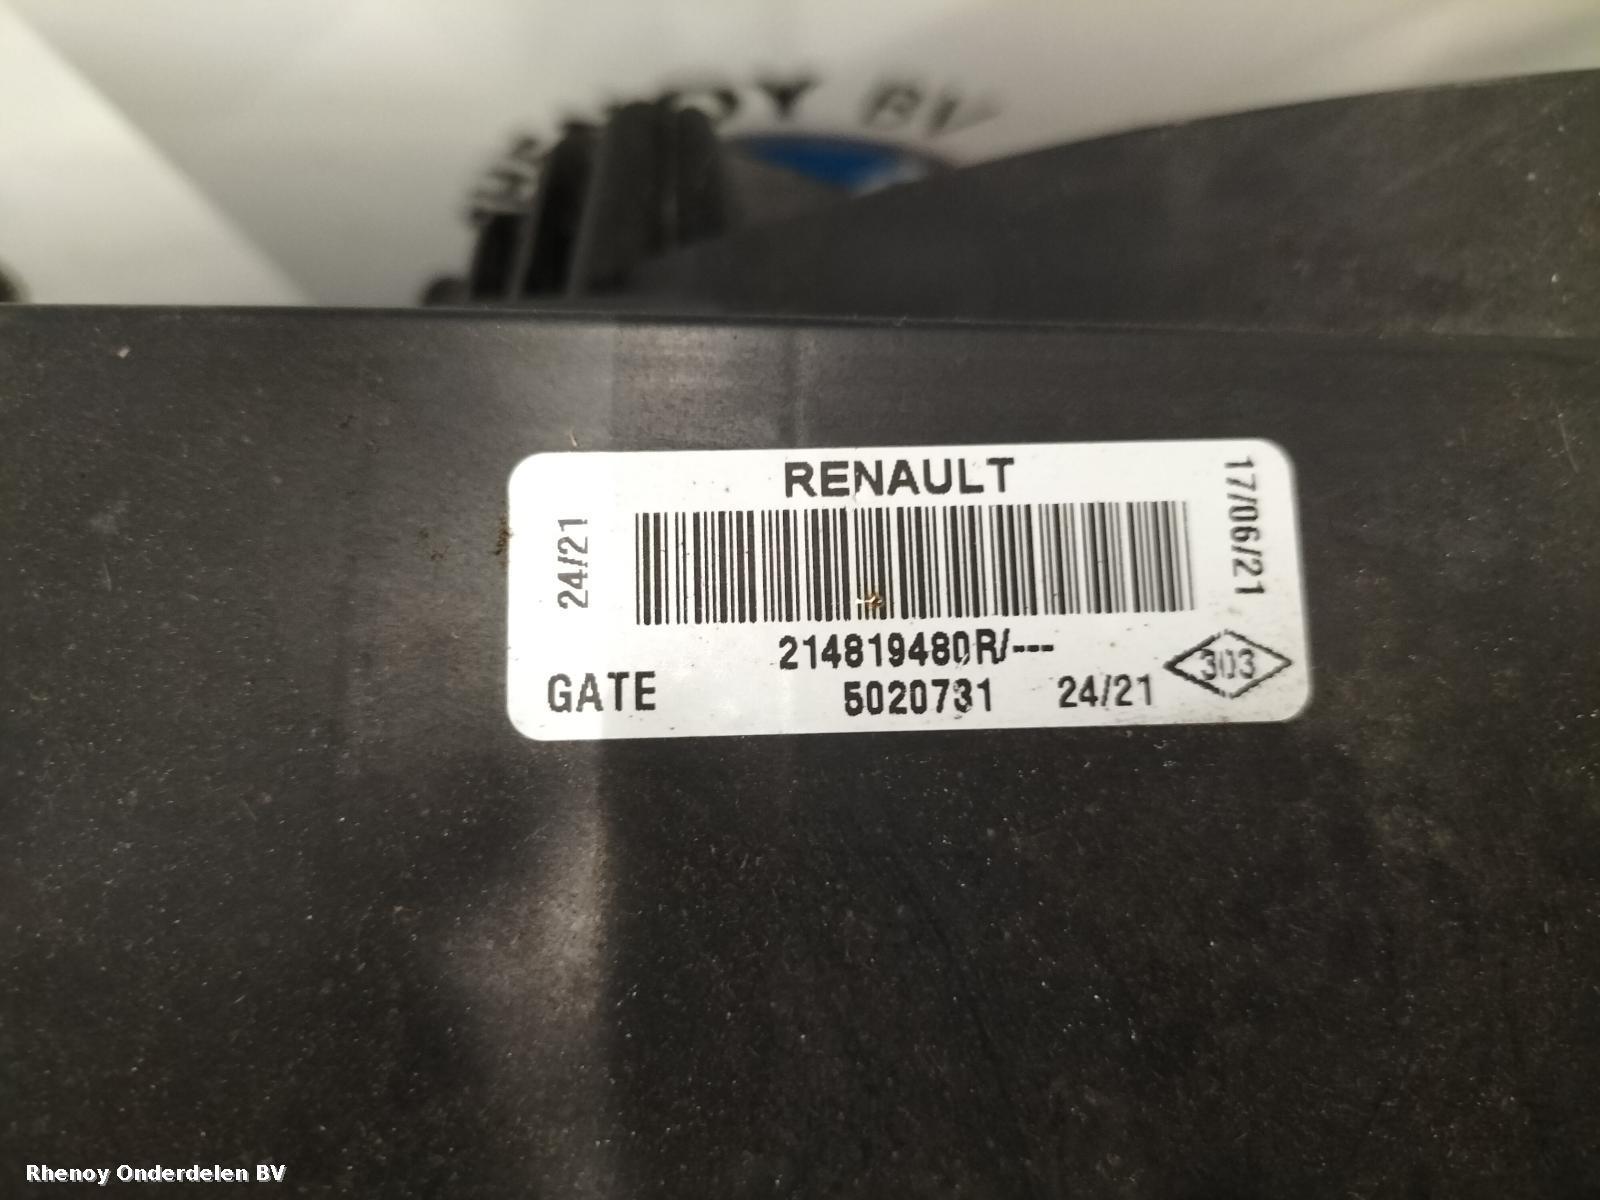 RENAULT
24/21
17/06/21
214819480R/---
303
GATE 5020731 24/21
Rhenoy Onderdelen BV